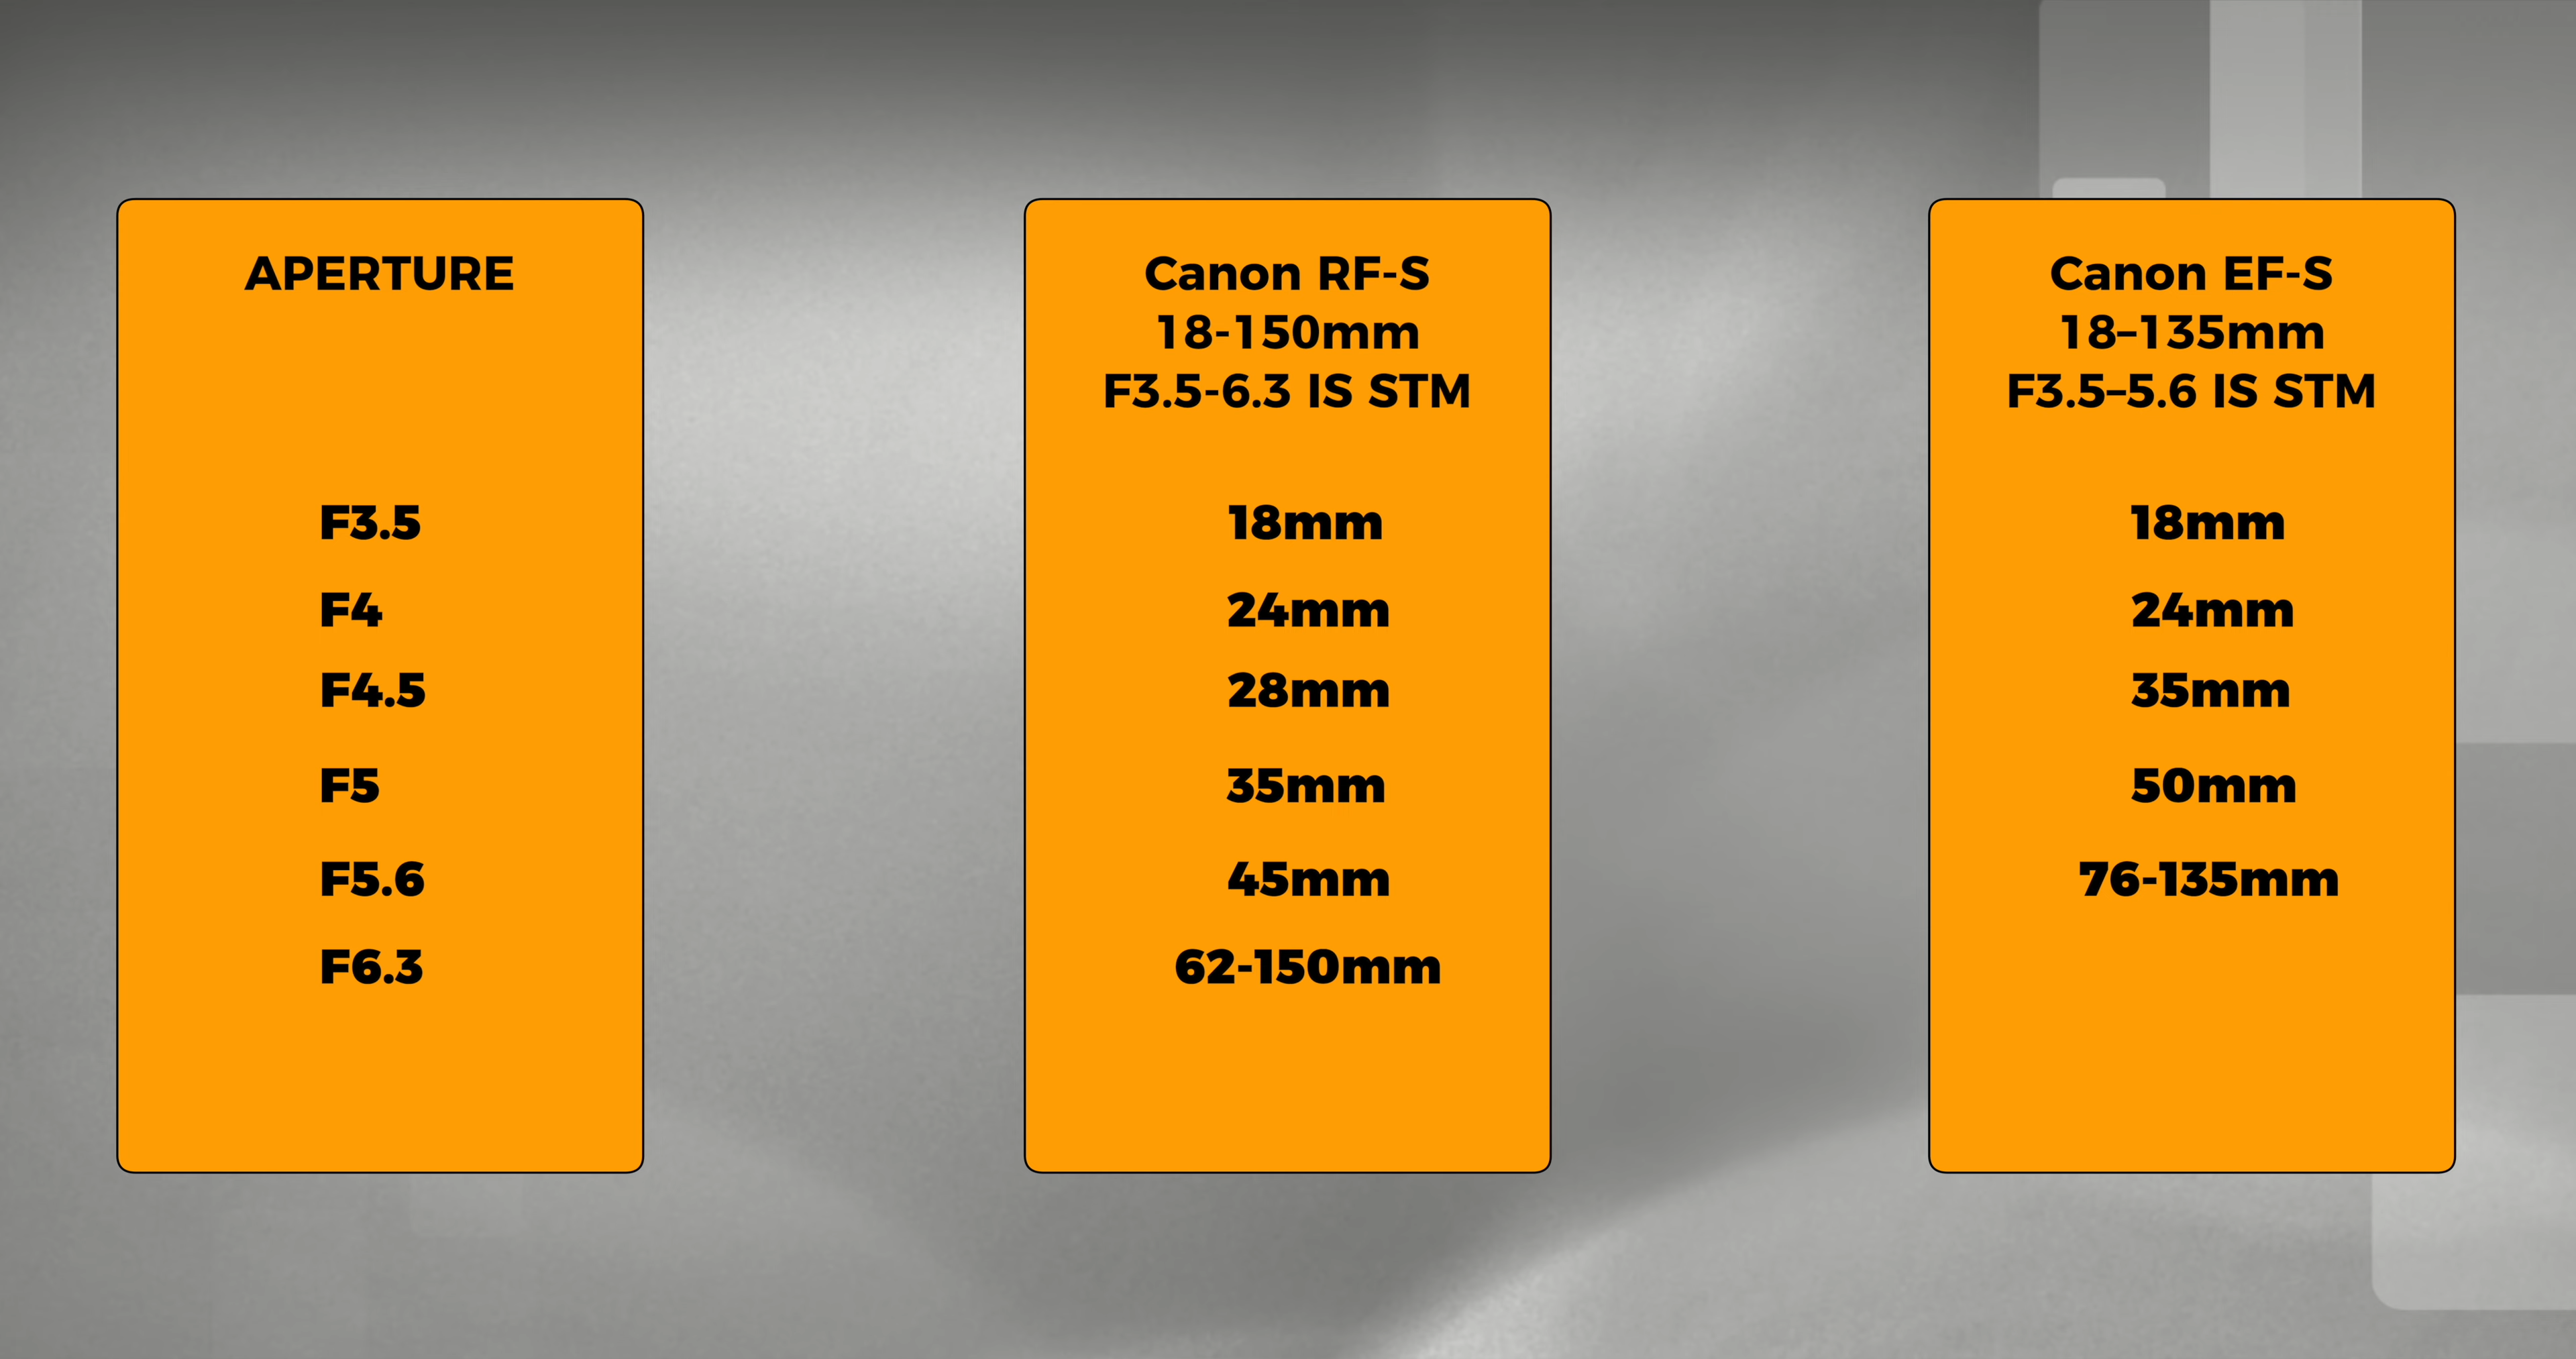 APERTURE
F3.5
F4
F4.5
F5
F5.6
F6.3
Canon RF-S
18-150mm
F3.5-6.3 IS STM
18mm
24mm
28mm
35mm
45mm
62-150mm
Canon EF-S
18–135mm
F3.5–5.6 IS STM
18mm
24mm
35mm
50mm
76-135mm